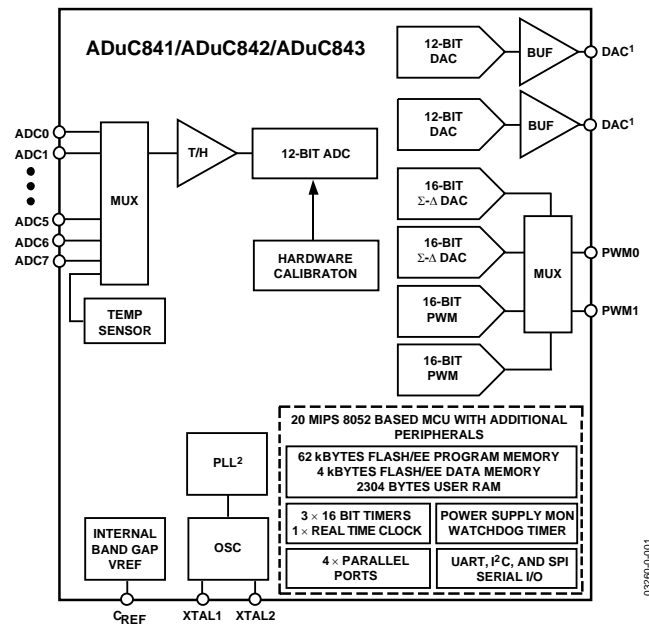 ADuC841/ADuC842/ADuC843
12-BIT
DAC
BUF
DAC¹
12-BIT
DAC
BUF
DAC¹
ADC0
ADC1
ADC5
ADC6
ADC7
MUX
T/H
12-BIT ADC
HARDWARE
CALIBRATON
TEMP
SENSOR
16-BIT
Σ-Δ DAC
16-BIT
Σ-Δ DAC
16-BIT
PWM
16-BIT
PWM
MUX
PWM0
PWM1
20 MIPS 8052 BASED MCU WITH ADDITIONAL
PERIPHERALS
62 kBYTES FLASH/EE PROGRAM MEMORY
4 kBYTES FLASH/EE DATA MEMORY
2304 BYTES USER RAM
3 × 16 BIT TIMERS
1 × REAL TIME CLOCK
POWER SUPPLY MON
WATCHDOG TIMER
4 × PARALLEL
PORTS
UART, I²C, AND SPI
SERIAL I/O
PLL²
OSC
INTERNAL
BAND GAP
VREF
CREF
XTAL1
XTAL2
03260-0-001